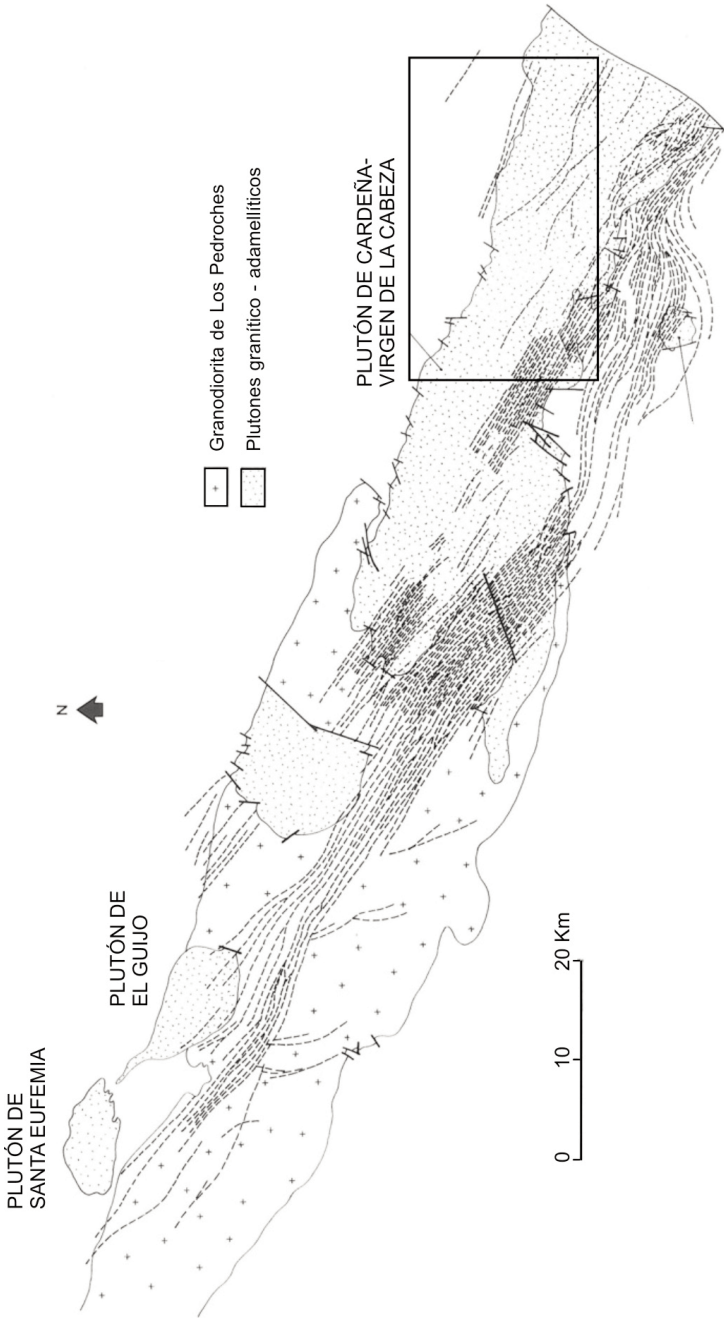 PLUTÓN DE
SANTA EUFEMIA
PLUTÓN DE
EL GUIJO
N
Granodiorita de Los Pedroches
Plutones granítico - adamellíticos
PLUTÓN DE CARDEÑA-
VIRGEN DE LA CABEZA
0 10 20 Km